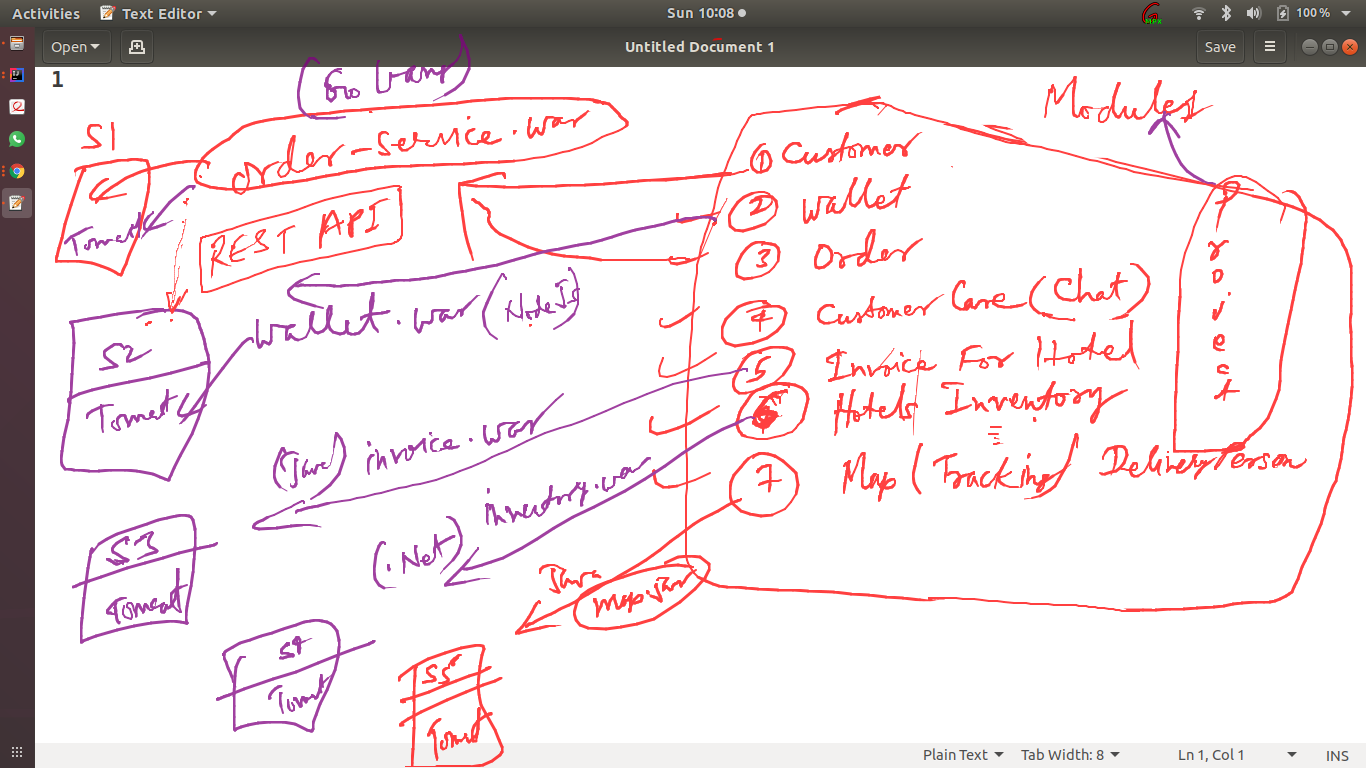 Activities Text Editor Sun 10:08 100 %
Open Untitled Document 1 Save
1
(Go lang)
Modules
S1
order-service.war
Tomcat
REST API
① Customer
② Wallet
③ Order
④ Customer Care (Chat)
⑤ Invoice For Hotel
⑥ Hotels Inventory
⑦ Map (Tracking) Delivery Person
Project
wallet.war (NodeJs)
S2
Tomcat
(Java) invoice.war
S3
Tomcat
inventory.war
(.Net)
S4
Tomcat
Java
Map.jar
S5
Tomcat
Plain Text Tab Width: 8 Ln 1, Col 1 INS